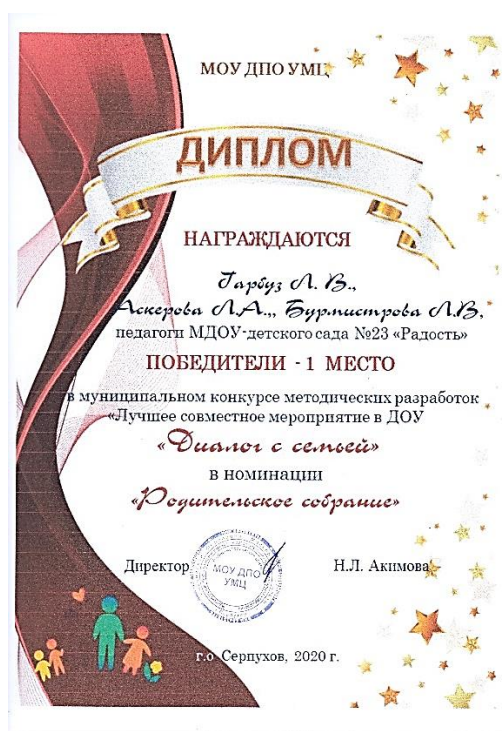 МОУ ДПО УМЦ
ДИПЛОМ
НАГРАЖДАЮТСЯ
Гарбуз Л. В.,
Аскерова Л.А.,, Бурмистрова Л.В,
педагоги МДОУ-детского сада №23 «Радость»
ПОБЕДИТЕЛИ - 1 МЕСТО
в муниципальном конкурсе методических разработок
«Лучшее совместное мероприятие в ДОУ
«Диалог с семьей»
в номинации
«Родительское собрание»
Директор
МОУ ДПО
УМЦ
Н.Л. Акимова
г.о Серпухов, 2020 г.